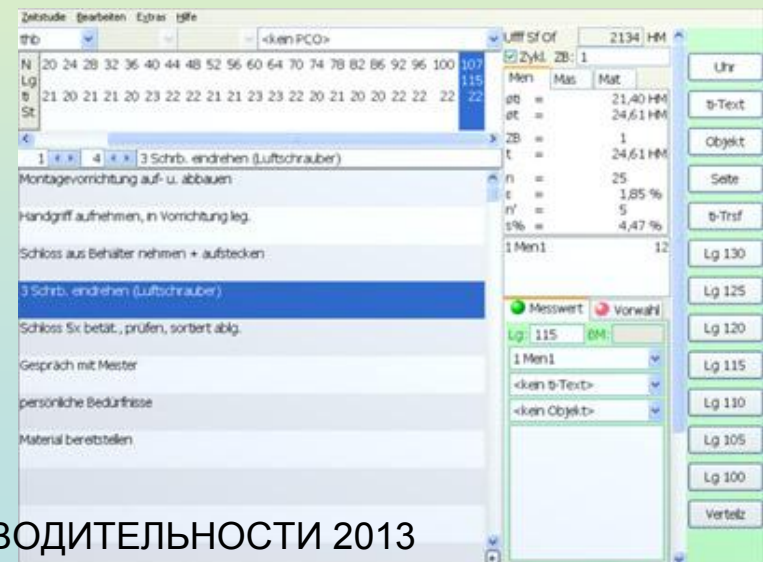 Zeitstudie Bearbeiten Extras Hilfe
thb <kein PCO> Ufff Sf Of 2134 HM
Zykl. ZB: 1
N 20 24 28 32 36 40 44 48 52 56 60 64 70 74 78 82 86 92 96 100 107
Lg 115
ti 21 20 21 21 20 23 22 22 21 21 23 23 22 20 21 20 20 22 22 22 22
St
1 4 3 Schrb. eindrehen (Luftschrauber)
Montagevorrichtung auf- u. abbauen
Handgriff aufnehmen, in Vorrichtung leg.
Schloss aus Behälter nehmen + aufstecken
3 Schrb. eindrehen (Luftschrauber)
Schloss 5x betät., prüfen, sortiert ablg.
Gespräch mit Meister
persönliche Bedürfnisse
Material bereitstellen
Men Mas Mat
øti = 21,40 HM
øt = 24,61 HM
ZB = 1
t = 24,61 HM
n = 25
ε = 1,85 %
n' = 5
s% = 4,47 %
1 Men1 12
Messwert Vorwahl
Lg: 115 BM:
1 Men1
<kein ti-Text>
<kein Objekt>
Uhr
ti-Text
Objekt
Seite
ti-Trsf
Lg 130
Lg 125
Lg 120
Lg 115
Lg 110
Lg 105
Lg 100
Verteilz
ВОДИТЕЛЬНОСТИ 2013